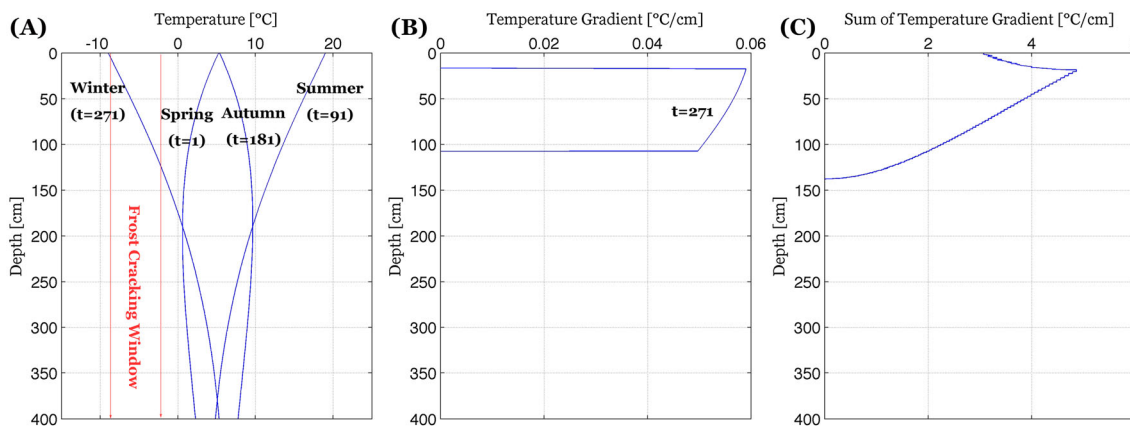 (A)
Temperature [°C]
-10 0 10 20
Depth [cm]
0
50
100
150
200
250
300
350
400
Winter
(t=271)
Spring
(t=1)
Autumn
(t=181)
Summer
(t=91)
Frost Cracking Window
(B)
Temperature Gradient [°C/cm]
0 0.02 0.04 0.06
Depth [cm]
0
50
100
150
200
250
300
350
400
t=271
(C)
Sum of Temperature Gradient [°C/cm]
0 2 4
Depth [cm]
0
50
100
150
200
250
300
350
400